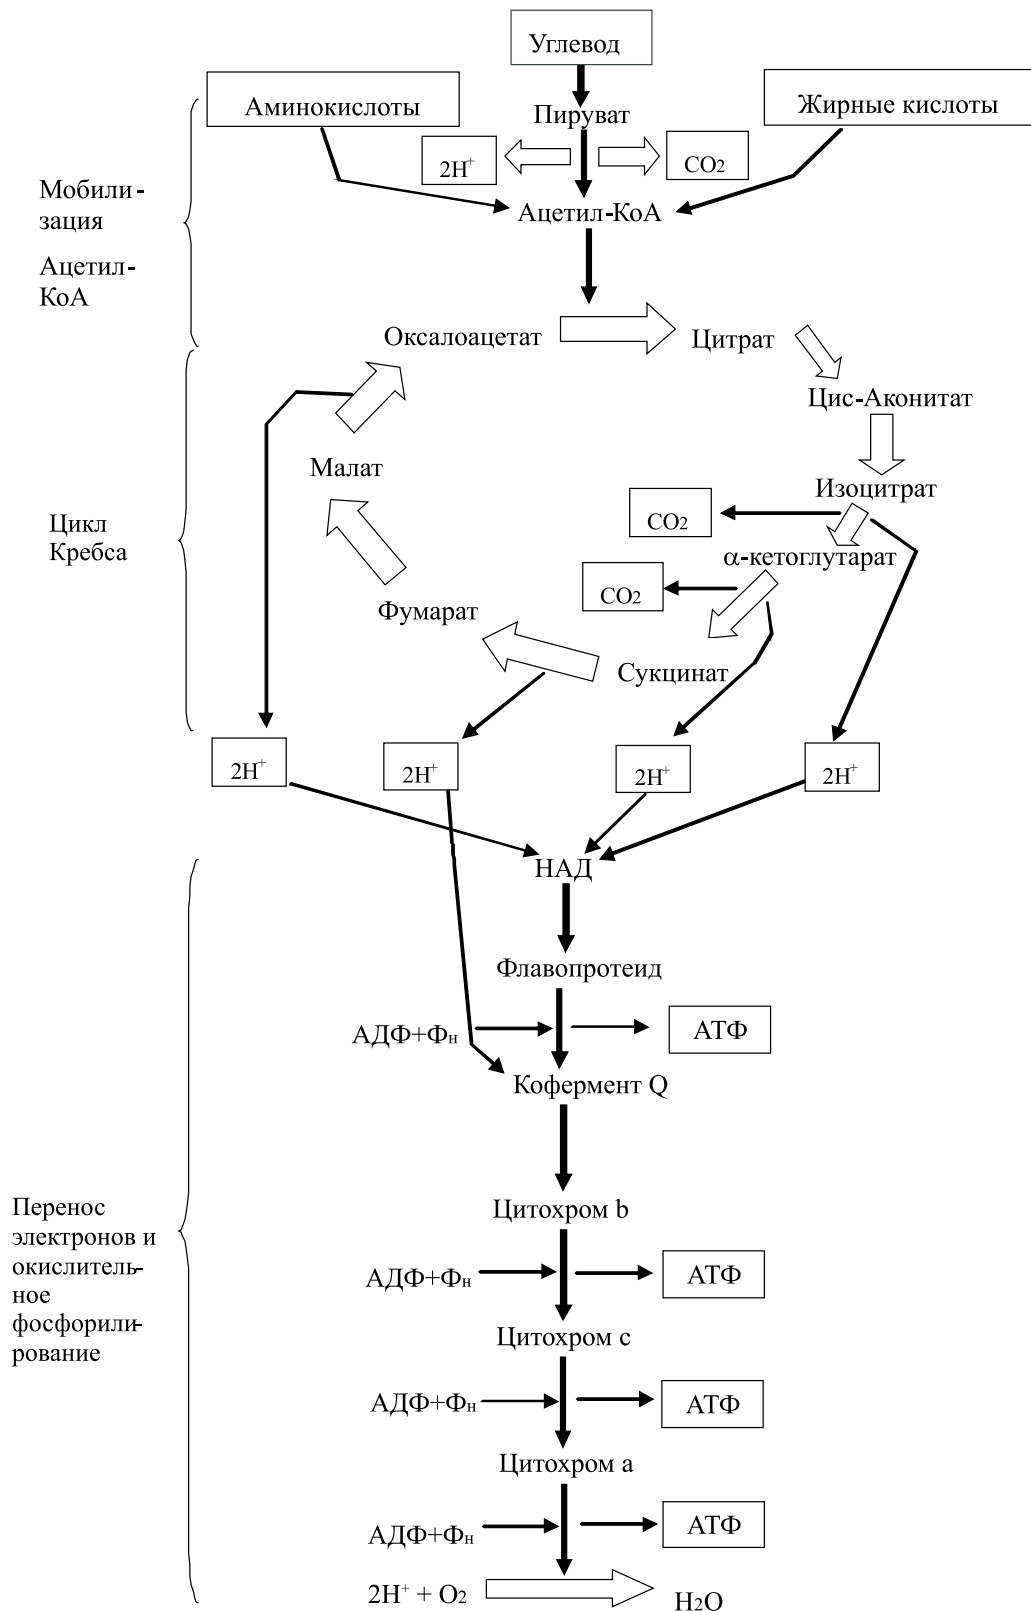 Углевод
Аминокислоты
Жирные кислоты
Пируват
2H⁺
CO₂
Мобили-
зация
Ацетил-
КоА
Ацетил-КоА
Оксалоацетат
Цитрат
Цис-Аконитат
Малат
Изоцитрат
CO₂
Цикл
Кребса
α-кетоглутарат
CO₂
Фумарат
Сукцинат
2H⁺
2H⁺
2H⁺
2H⁺
НАД
Флавопротеид
АДФ+Фн
АТФ
Кофермент Q
Перенос
электронов и
окислитель-
ное
фосфорили-
рование
Цитохром b
АДФ+Фн
АТФ
Цитохром c
АДФ+Фн
АТФ
Цитохром a
АДФ+Фн
АТФ
2H⁺ + O₂
H₂O